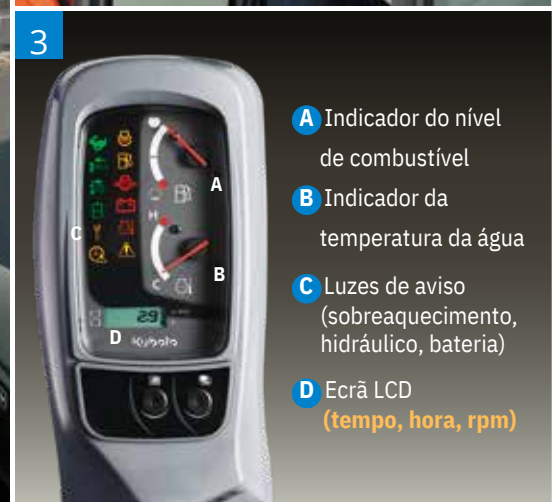 3
A Indicador do nível
de combustível
B Indicador da
temperatura da água
C Luzes de aviso
(sobreaquecimento,
hidráulico, bateria)
D Ecrã LCD
(tempo, hora, rpm)
A
H
C
B
C
29
D
Kubota